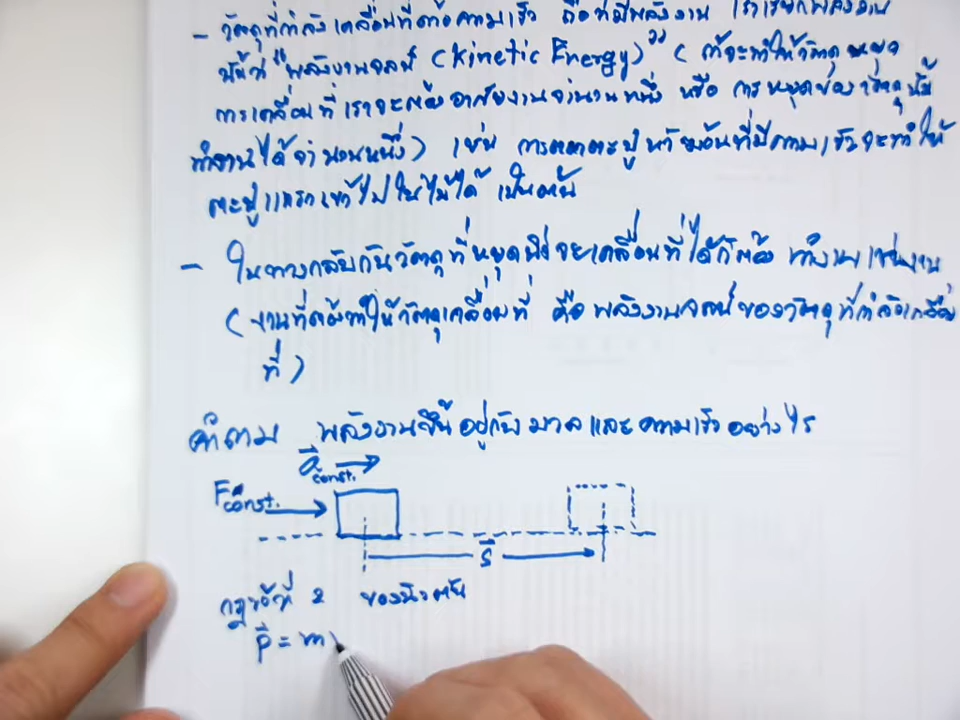 - วัตถุที่กำลังเคลื่อนที่ด้วยความเร็ว ถือว่ามีพลังงาน เราเรียกพลังงาน
นี้ว่า "พลังงานจลน์ (Kinetic Energy)" (ถ้าจะทำให้วัตถุหยุด
การเคลื่อนที่เราจะต้องอาศัยงานจำนวนหนึ่ง หรือ การหยุดของวัตถุนั้น
ทำงานได้จำนวนหนึ่ง) เช่น การตอกตะปู หัวฆ้อนที่มีความเร็วจะทำให้
ตะปูแทรกเข้าไปในไม้ได้ เป็นต้น
- ในทางกลับกันวัตถุที่หยุดนิ่งจะเคลื่อนที่ได้ก็ต้อง ทำงาน
(งานที่ต้องทำให้วัตถุเคลื่อนที่ คือ พลังงานจลน์ของวัตถุที่กำลังเคลื่อน
ที่)
คำถาม พลังงานขึ้นอยู่กับมวลและความเร็วอย่างไร
a const.
F const.
S
กฎข้อที่ 2 ของนิวตัน
P = m